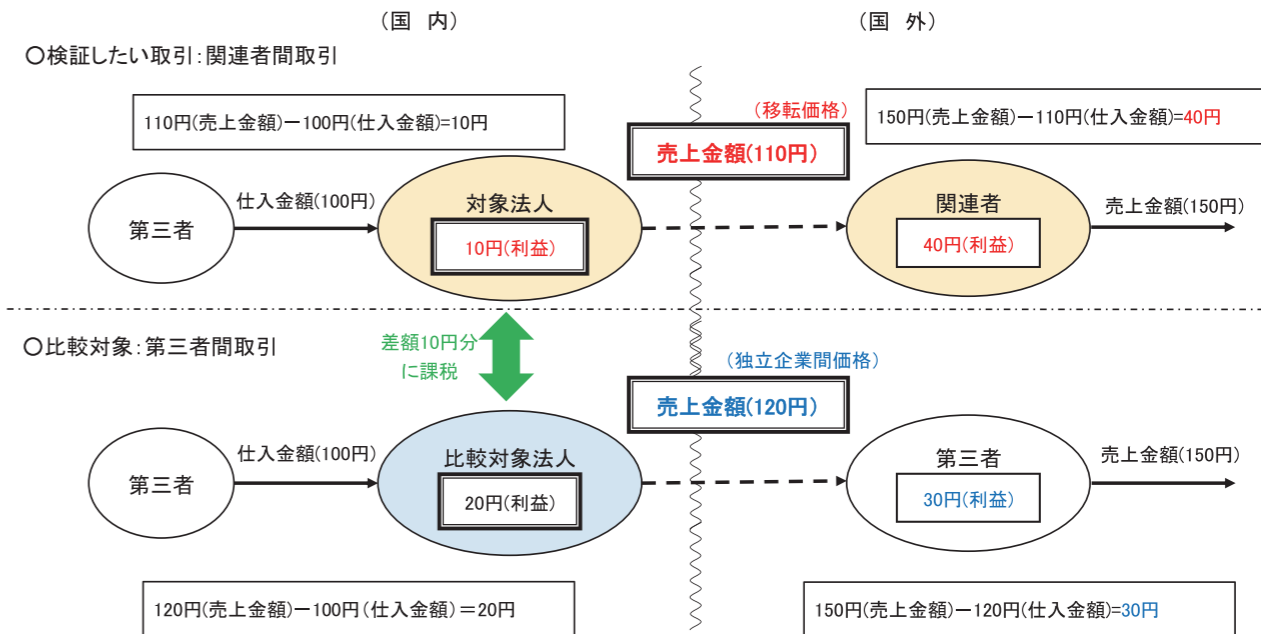 (国 内)
(国 外)
○検証したい取引：関連者間取引
110円(売上金額)－100円(仕入金額)=10円
(移転価格)
売上金額(110円)
150円(売上金額)－110円(仕入金額)=40円
第三者
仕入金額(100円)
対象法人
10円(利益)
関連者
40円(利益)
売上金額(150円)
○比較対象：第三者間取引
差額10円分
に課税
(独立企業間価格)
売上金額(120円)
第三者
仕入金額(100円)
比較対象法人
20円(利益)
第三者
30円(利益)
売上金額(150円)
120円(売上金額)－100円(仕入金額)＝20円
150円(売上金額)－120円(仕入金額)=30円